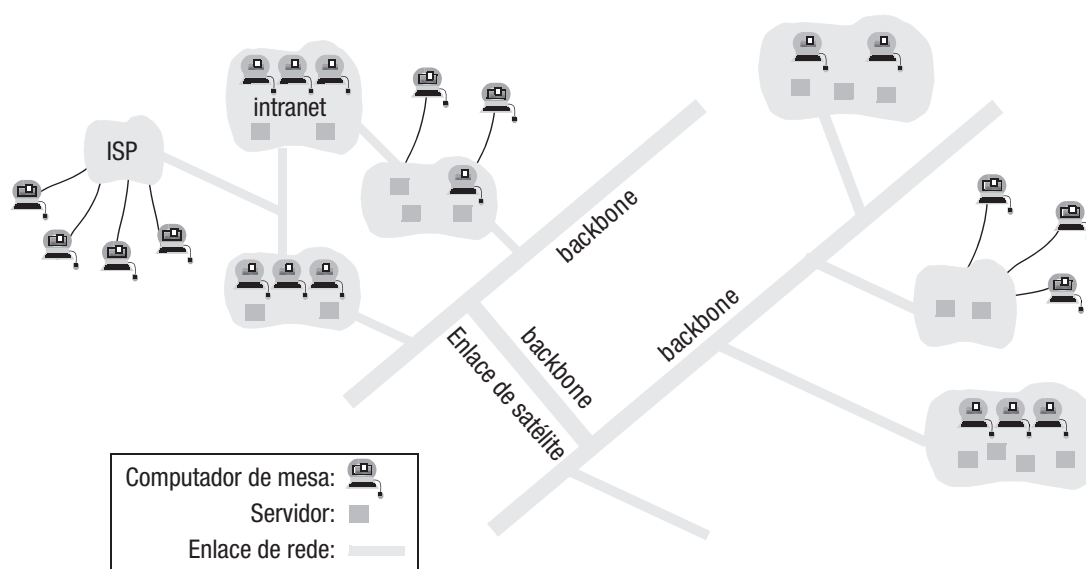 intranet
ISP
backbone
backbone
backbone
Enlace de satélite
Computador de mesa:
Servidor:
Enlace de rede: